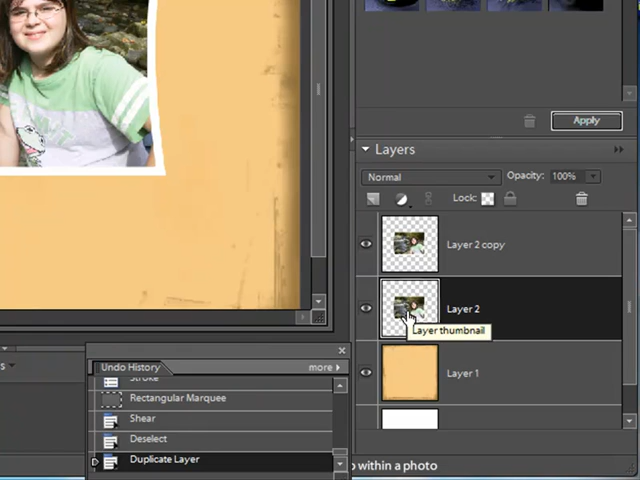 Apply
Layers
Normal
Opacity: 100%
Lock:
Layer 2 copy
Layer 2
Layer thumbnail
Layer 1
Undo History
more
Stroke
Rectangular Marquee
Shear
Deselect
Duplicate Layer
s
o within a photo